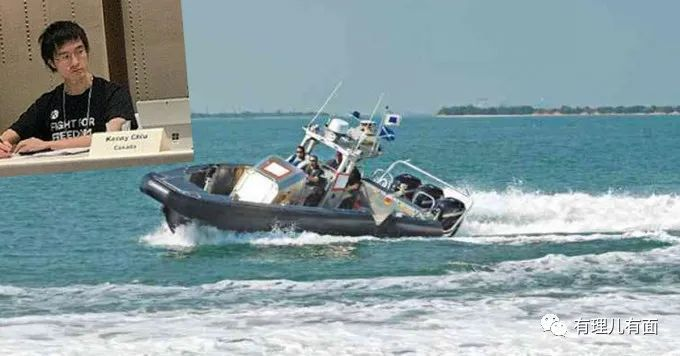 FIGHT FOR
FREEDOM
Kenny Chiu
Canada
有理儿有面